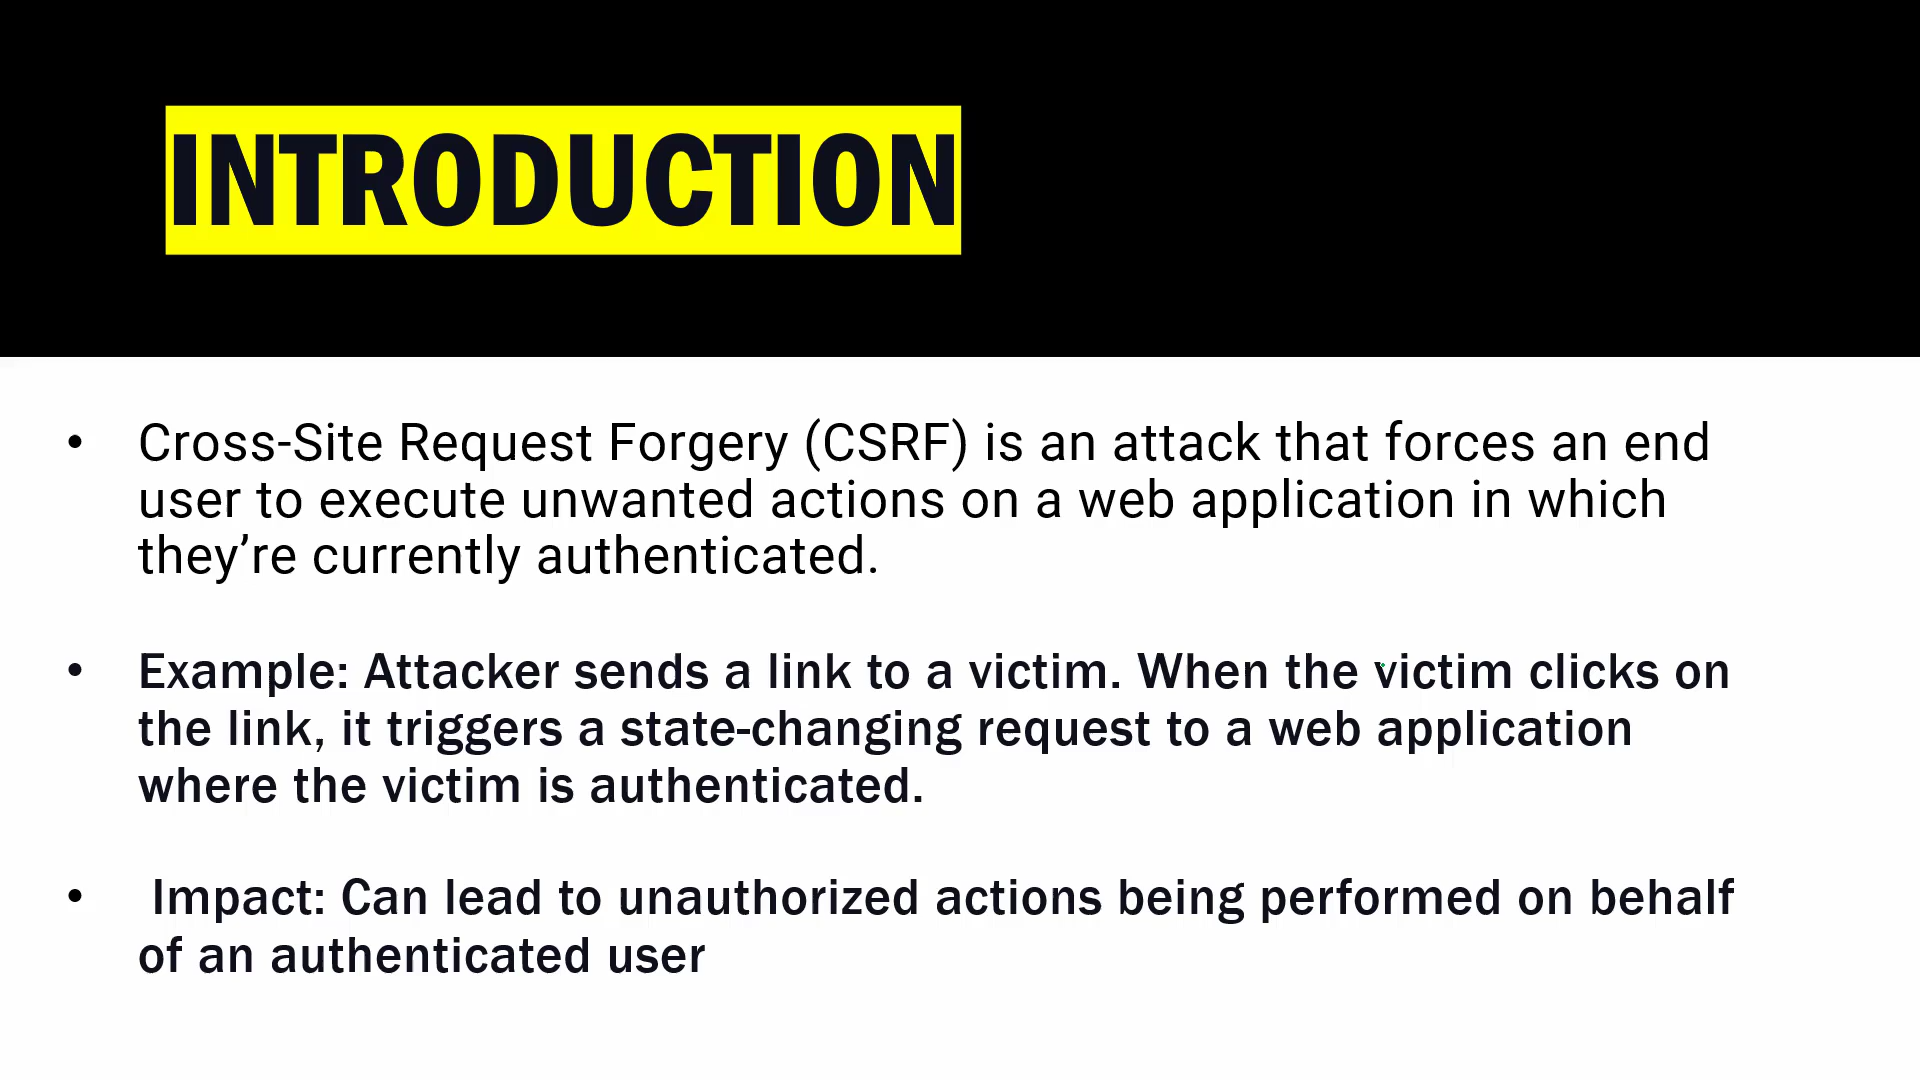 INTRODUCTION
• Cross-Site Request Forgery (CSRF) is an attack that forces an end
user to execute unwanted actions on a web application in which
they’re currently authenticated.
• Example: Attacker sends a link to a victim. When the victim clicks on
the link, it triggers a state-changing request to a web application
where the victim is authenticated.
• Impact: Can lead to unauthorized actions being performed on behalf
of an authenticated user